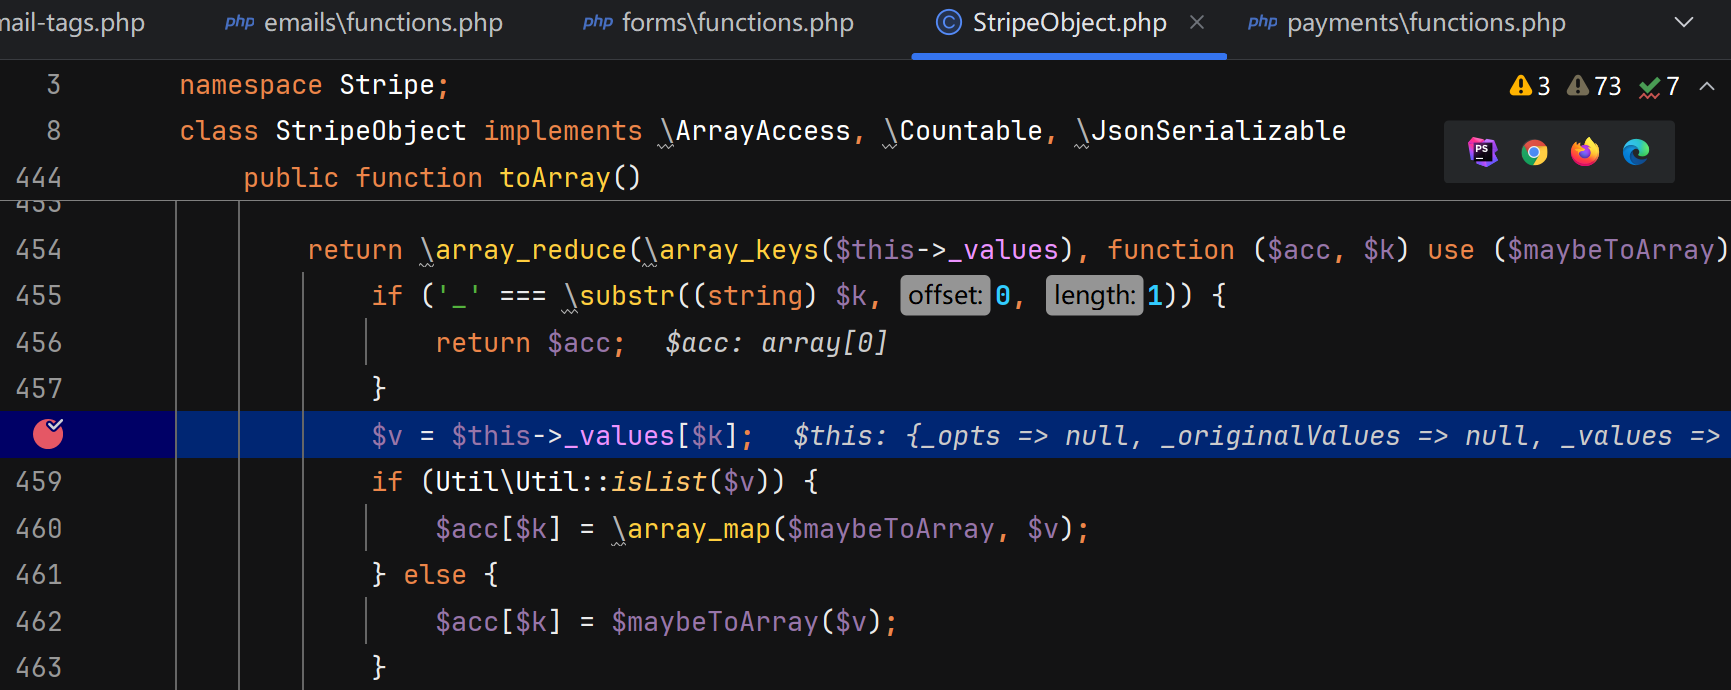 mail-tags.php php emails\functions.php php forms\functions.php © StripeObject.php × php payments\functions.php
3 namespace Stripe; 3 73 7
8 class StripeObject implements \ArrayAccess, \Countable, \JsonSerializable
PS
444 public function toArray()
453
454 return \array_reduce(\array_keys($this->_values), function ($acc, $k) use ($maybeToArray)
455 if ('_' === \substr((string) $k, offset: 0, length: 1)) {
456 return $acc; $acc: array[0]
457 }
$v = $this->_values[$k]; $this: {_opts => null, _originalValues => null, _values =>
459 if (Util\Util::isList($v)) {
460 $acc[$k] = \array_map($maybeToArray, $v);
461 } else {
462 $acc[$k] = $maybeToArray($v);
463 }